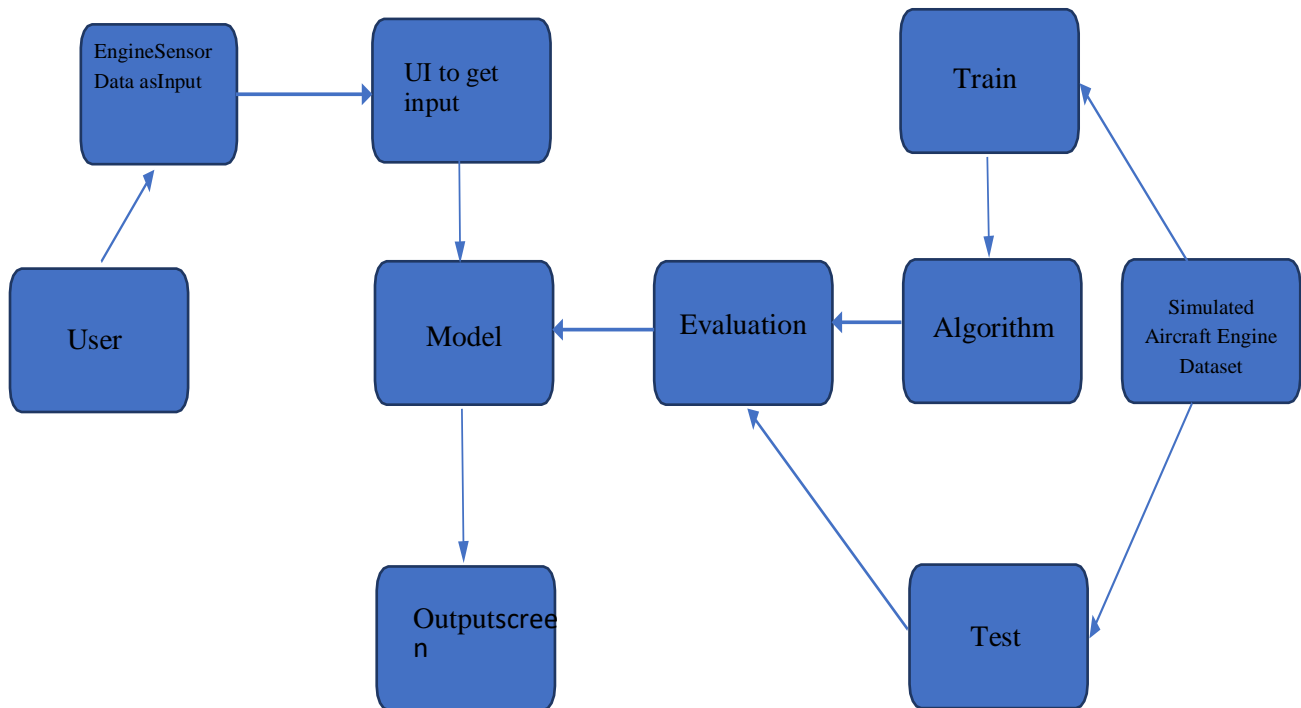 EngineSensor
Data asInput
UI to get
input
Train
User
Model
Evaluation
Algorithm
Simulated
Aircraft Engine
Dataset
Outputscree
n
Test